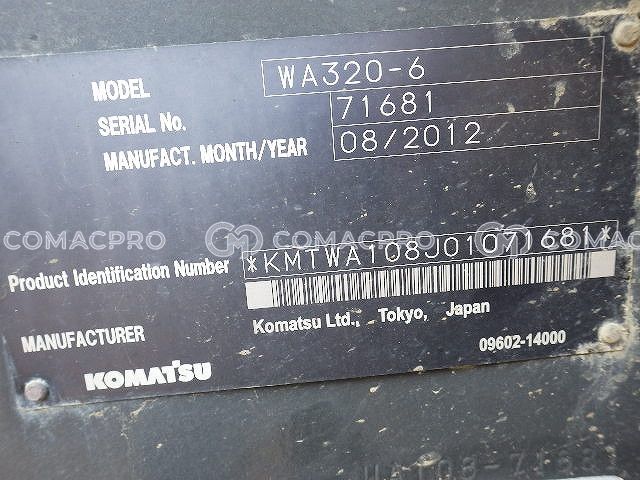 MODEL WA320-6
SERIAL No. 71681
MANUFACT. MONTH/YEAR 08/2012
COMACPRO COMACPRO
Product Identification Number *KMTWA108J01071681*
MANUFACTURER Komatsu Ltd., Tokyo, Japan
KOMATSU 09602-14000